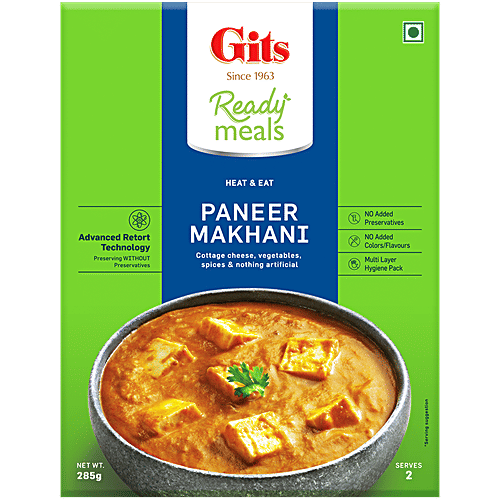 Gits
Since 1963
Ready
meals
HEAT & EAT
PANEER
MAKHANI
Cottage cheese, vegetables,
spices & nothing artificial
Advanced Retort
Technology
Preserving WITHOUT
Preservatives
NO Added
Preservatives
NO Added
Colors/Flavours
Multi Layer
Hygiene Pack
*Serving suggestion
NET WT.
285g
SERVES
2